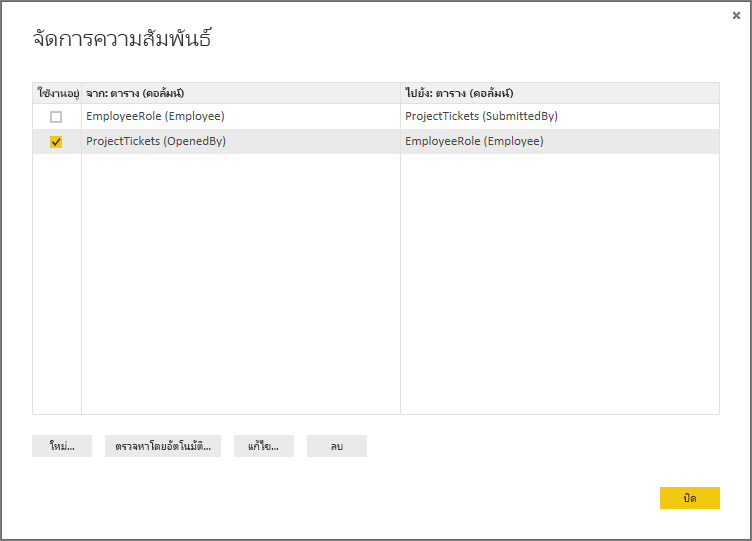 จัดการความสัมพันธ์
ใช้งานอยู่ จาก: ตาราง (คอลัมน์) ไปยัง: ตาราง (คอลัมน์)
EmployeeRole (Employee) ProjectTickets (SubmittedBy)
ProjectTickets (OpenedBy) EmployeeRole (Employee)
ใหม่... ตรวจหาโดยอัตโนมัติ... แก้ไข... ลบ
ปิด